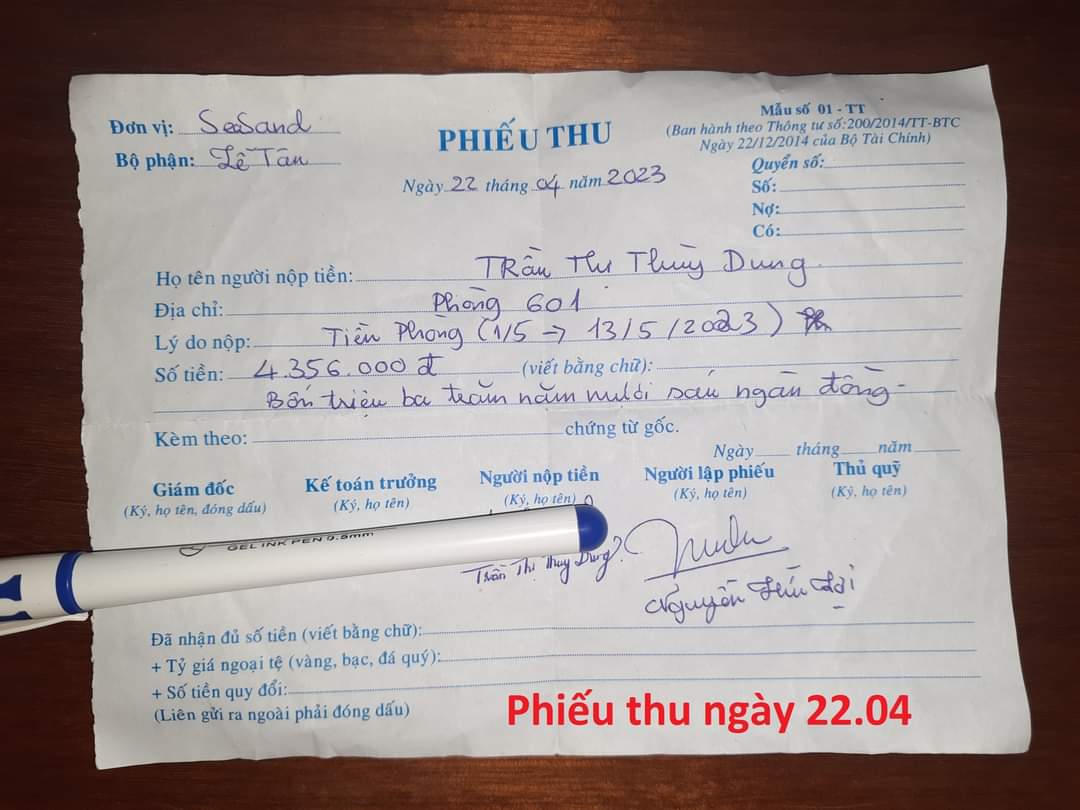 Đơn vị: SeaSand
Bộ phận: Lễ Tân
PHIẾU THU
Ngày 22 tháng 04 năm 2023
Mẫu số 01 - TT
(Ban hành theo Thông tư số:200/2014/TT-BTC
Ngày 22/12/2014 của Bộ Tài Chính)
Quyển số:
Số:
Nợ:
Có:
Họ tên người nộp tiền: Trần Thị Thùy Dung
Địa chỉ: Phòng 601
Lý do nộp: Tiền Phòng (1/5 → 13/5/2023)
Số tiền: 4.356.000 đ (viết bằng chữ):
Bốn triệu ba trăm năm mươi sáu ngàn đồng-
Kèm theo: chứng từ gốc.
Ngày tháng năm
Giám đốc Kế toán trưởng Người nộp tiền Người lập phiếu Thủ quỹ
(Ký, họ tên, đóng dấu) (Ký, họ tên) (Ký, họ tên) (Ký, họ tên) (Ký, họ tên)
GEL INK PEN 0.5mm
Trần Thị Thuỳ Dung
Nguyễn
Đã nhận đủ số tiền (viết bằng chữ):
+ Tỷ giá ngoại tệ (vàng, bạc, đá quý):
+ Số tiền quy đổi:
(Liên gửi ra ngoài phải đóng dấu)
Phiếu thu ngày 22.04